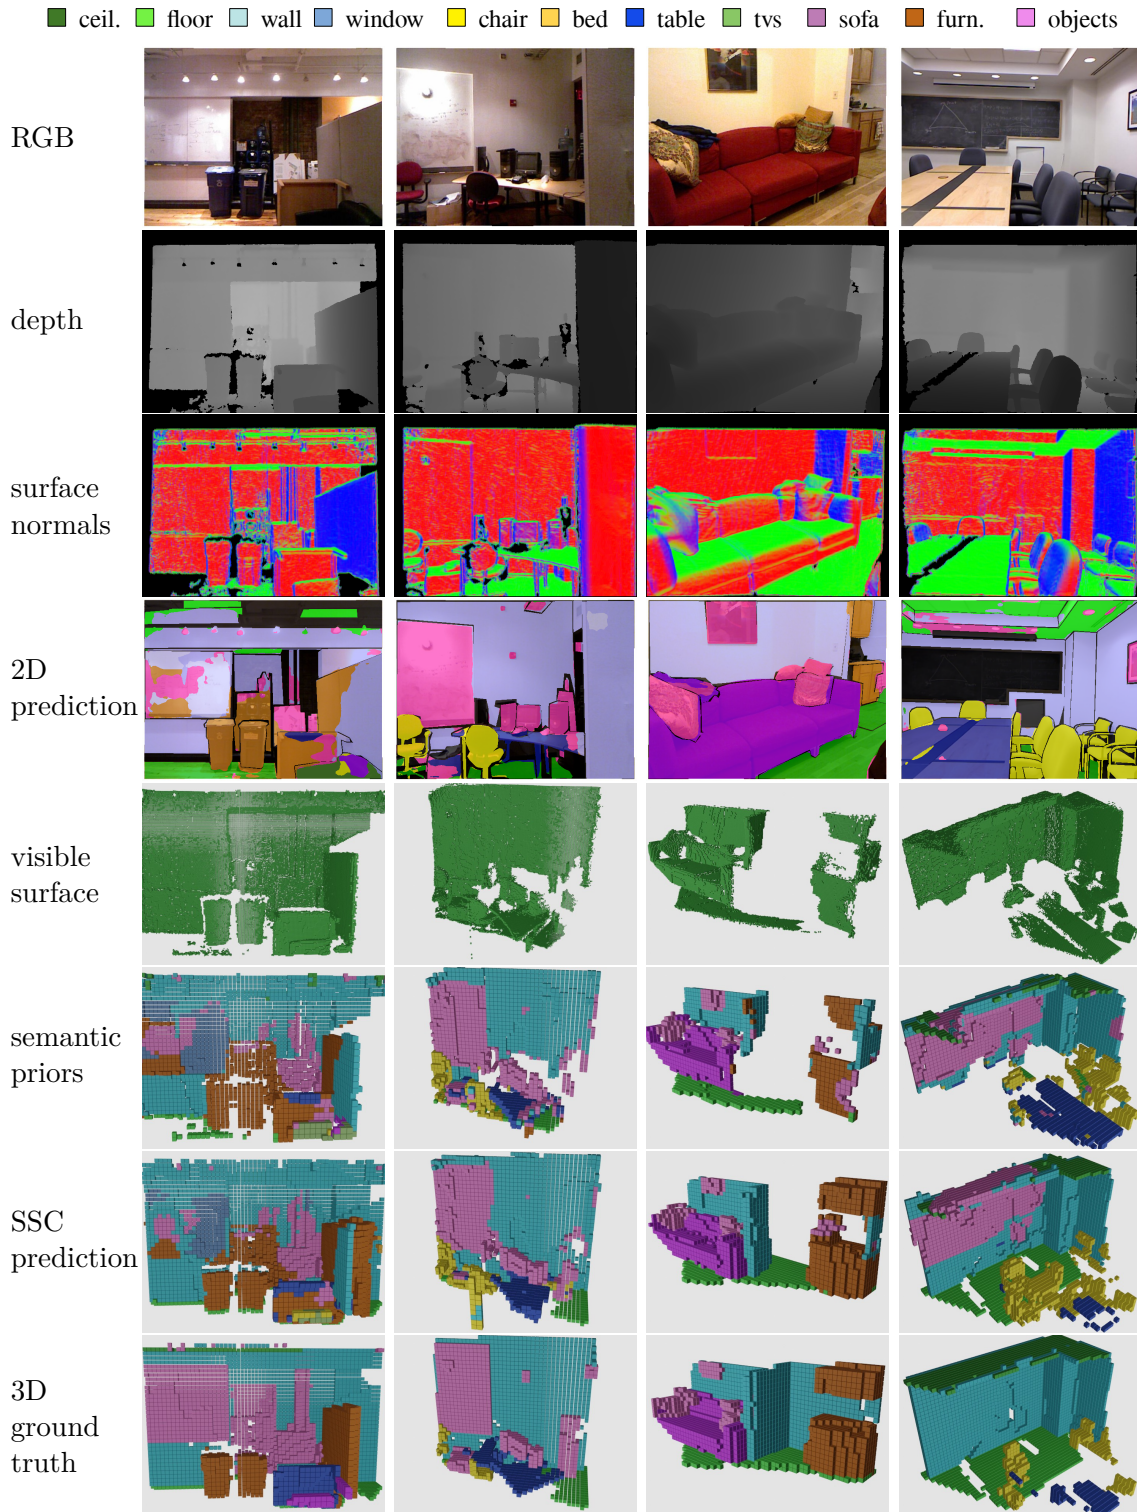 ceil. floor wall window chair bed table tvs sofa furn. objects
RGB
depth
surface
normals
2D
prediction
visible
surface
semantic
priors
SSC
prediction
3D
ground
truth